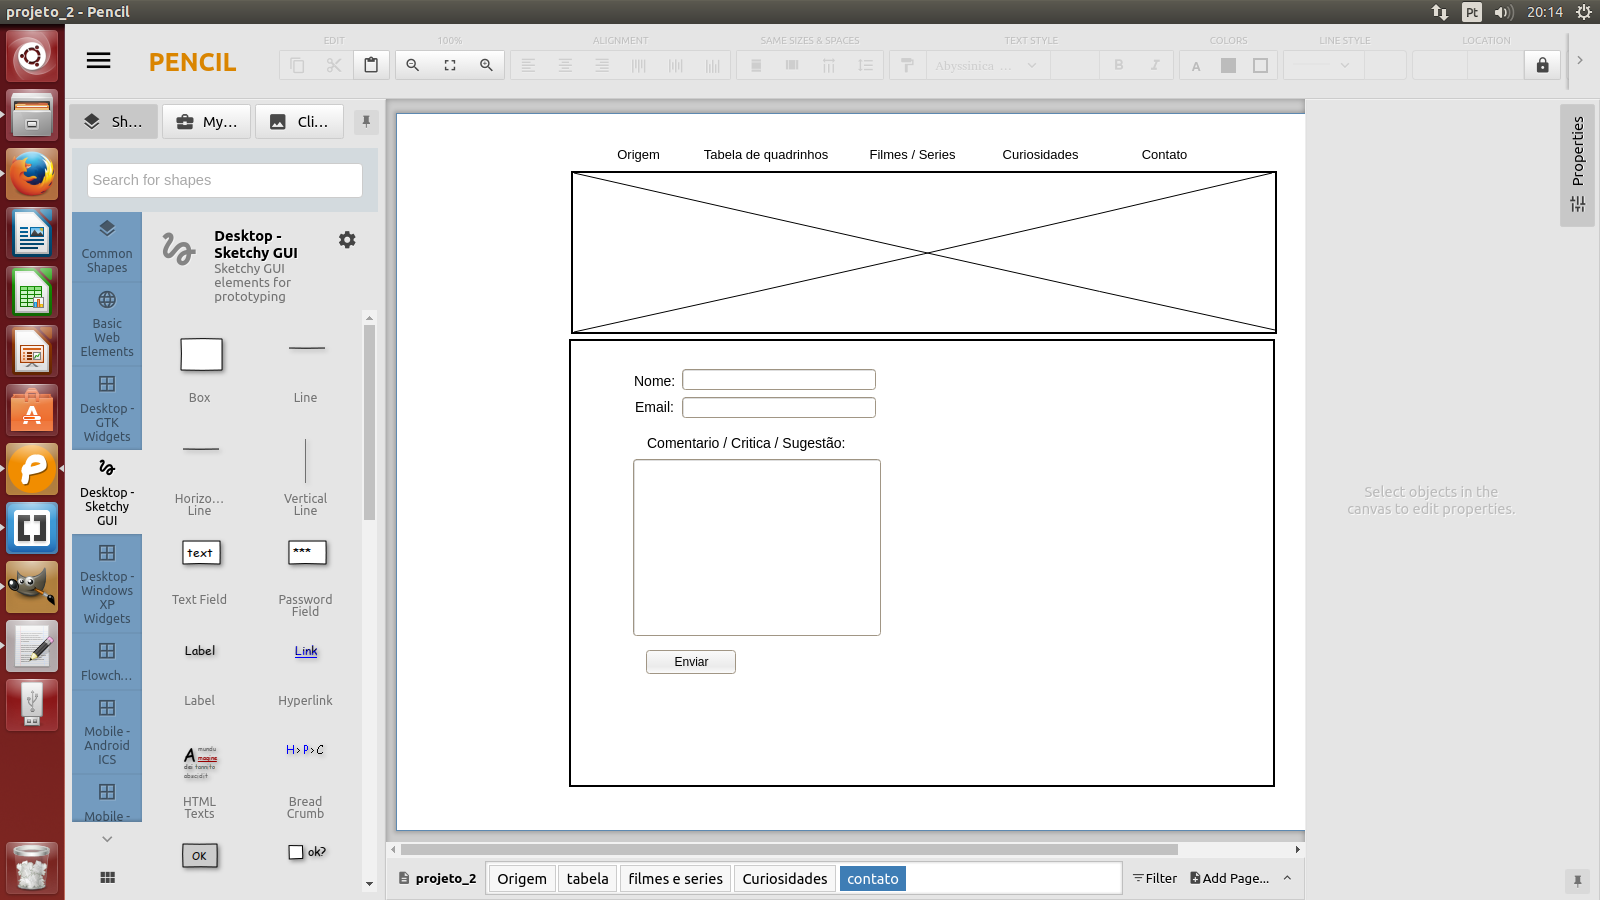 projeto_2 - Pencil
Pt
20:14
PENCIL
EDIT
100%
ALIGNMENT
SAME SIZES & SPACES
TEXT STYLE
COLORS
LINE STYLE
LOCATION
Abyssinica ...
B
I
A
Sh...
My...
Cli...
Search for shapes
Common
Shapes
Basic
Web
Elements
Desktop -
GTK
Widgets
Desktop -
Sketchy
GUI
Desktop -
Windows
XP
Widgets
Flowch...
Mobile -
Android
ICS
Mobile -
Desktop -
Sketchy GUI
Sketchy GUI
elements for
prototyping
Box
Line
Horizo...
Line
Vertical
Line
text
***
Text Field
Password
Field
Label
Link
Label
Hyperlink
A
mundu
magine
H>P>C
HTML
Texts
Bread
Crumb
OK
ok?
Origem
Tabela de quadrinhos
Filmes / Series
Curiosidades
Contato
Nome:
Email:
Comentario / Critica / Sugestão:
Enviar
Properties
Select objects in the
canvas to edit properties.
projeto_2
Origem
tabela
filmes e series
Curiosidades
contato
Filter
Add Page...